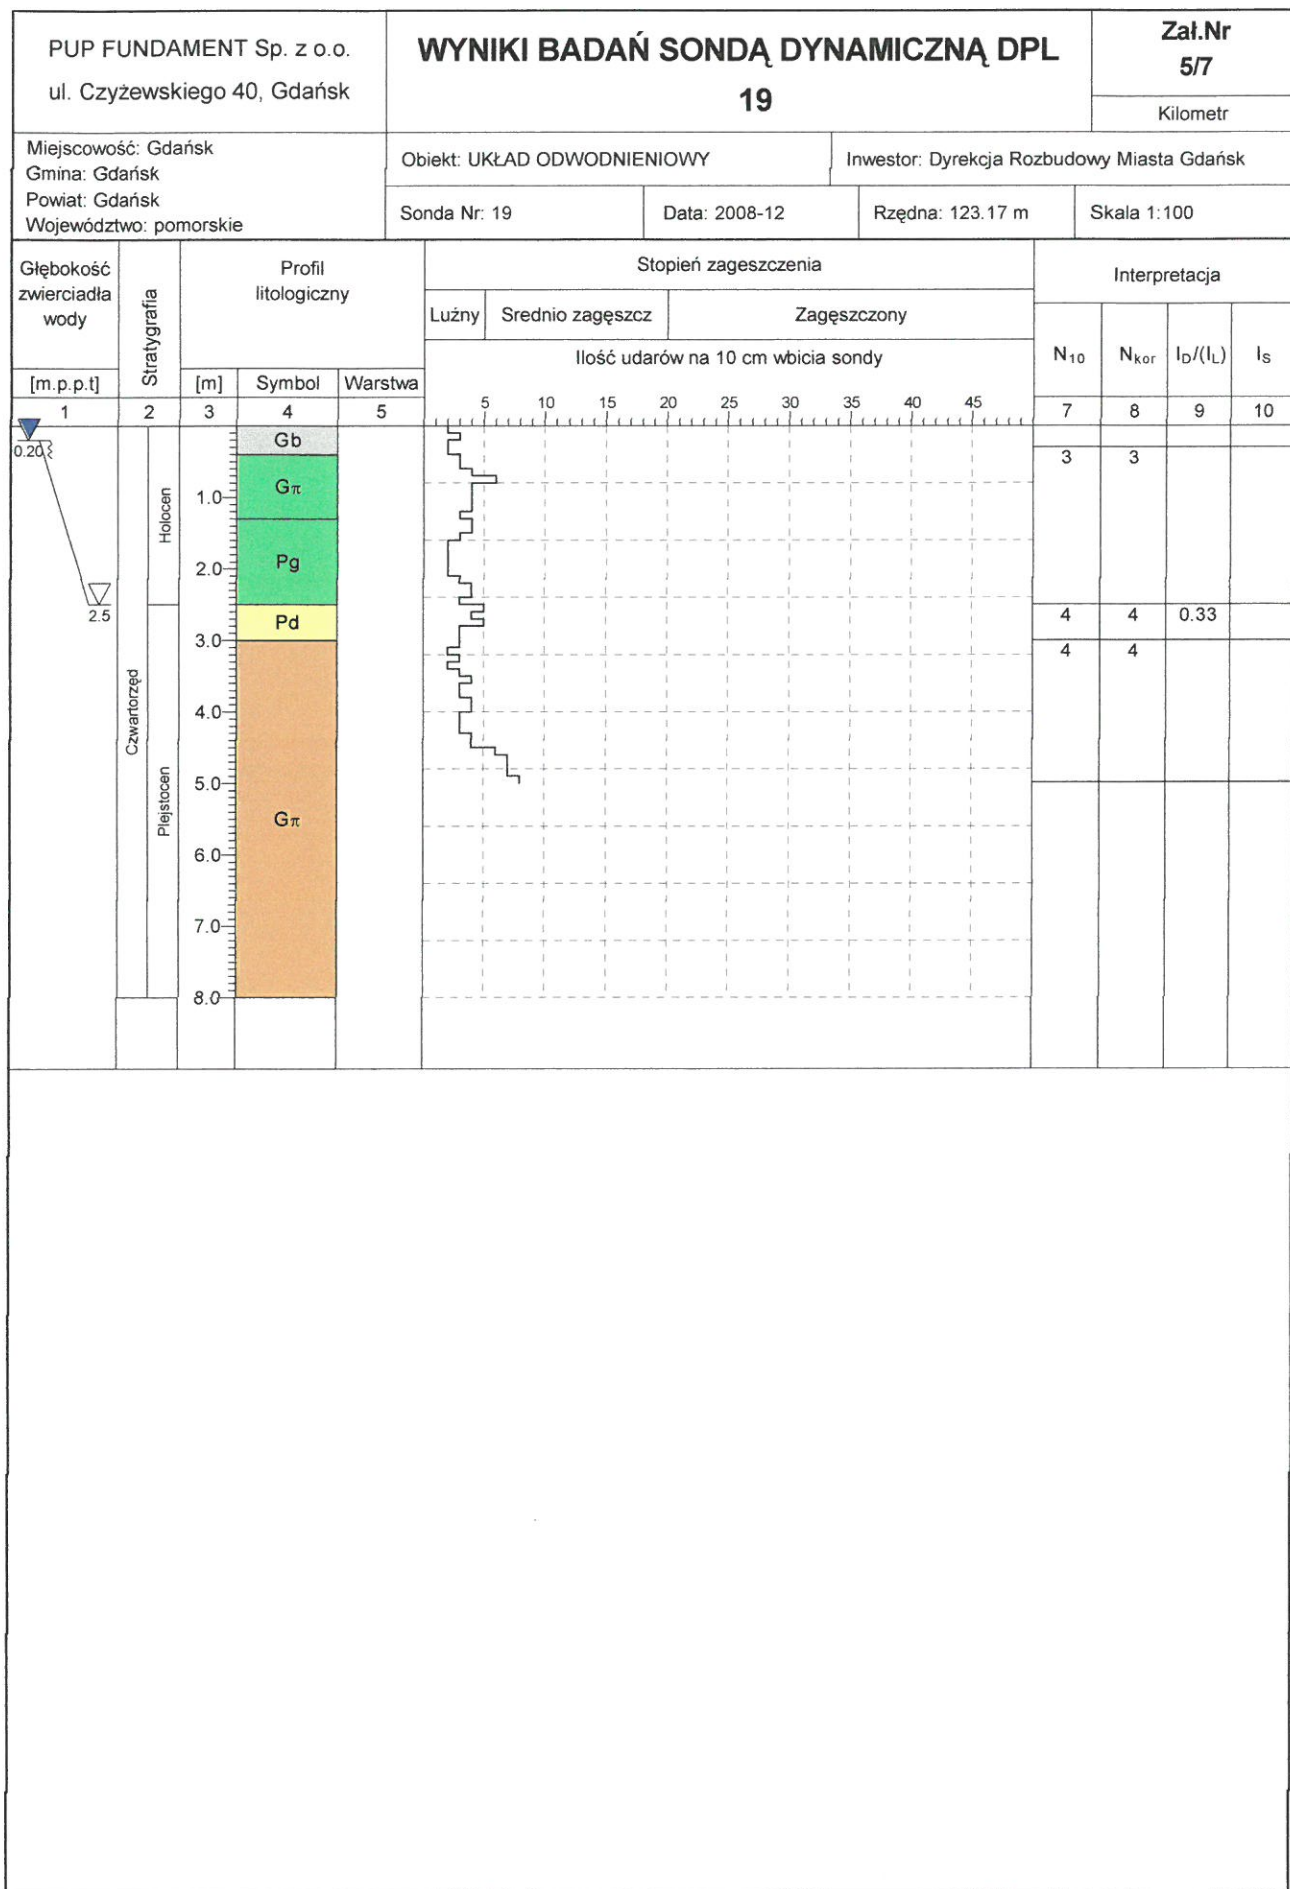 PUP FUNDAMENT Sp. z o.o.
ul. Czyżewskiego 40, Gdańsk
WYNIKI BADAŃ SONDĄ DYNAMICZNĄ DPL
19
Zał.Nr
5/7
Kilometr
Miejscowość: Gdańsk
Gmina: Gdańsk
Powiat: Gdańsk
Województwo: pomorskie
Obiekt: UKŁAD ODWODNIENIOWY
Inwestor: Dyrekcja Rozbudowy Miasta Gdańsk
Sonda Nr: 19
Data: 2008-12
Rzędna: 123.17 m
Skala 1:100
Głębokość
zwierciadła
wody
[m.p.p.t]
Stratygrafia
Profil
litologiczny
[m]
Symbol
Warstwa
Stopień zageszczenia
Luźny
Srednio zagęszcz
Zagęszczony
Ilość udarów na 10 cm wbicia sondy
5 10 15 20 25 30 35 40 45
Interpretacja
N10
Nkor
ID/(IL)
IS
1 2 3 4 5 7 8 9 10
0.20
2.5
Czwartorzęd
Holocen
Plejstocen
1.0
2.0
3.0
4.0
5.0
6.0
7.0
8.0
Gb
Gπ
Pg
Pd
Gπ
3 3
4 4 0.33
4 4